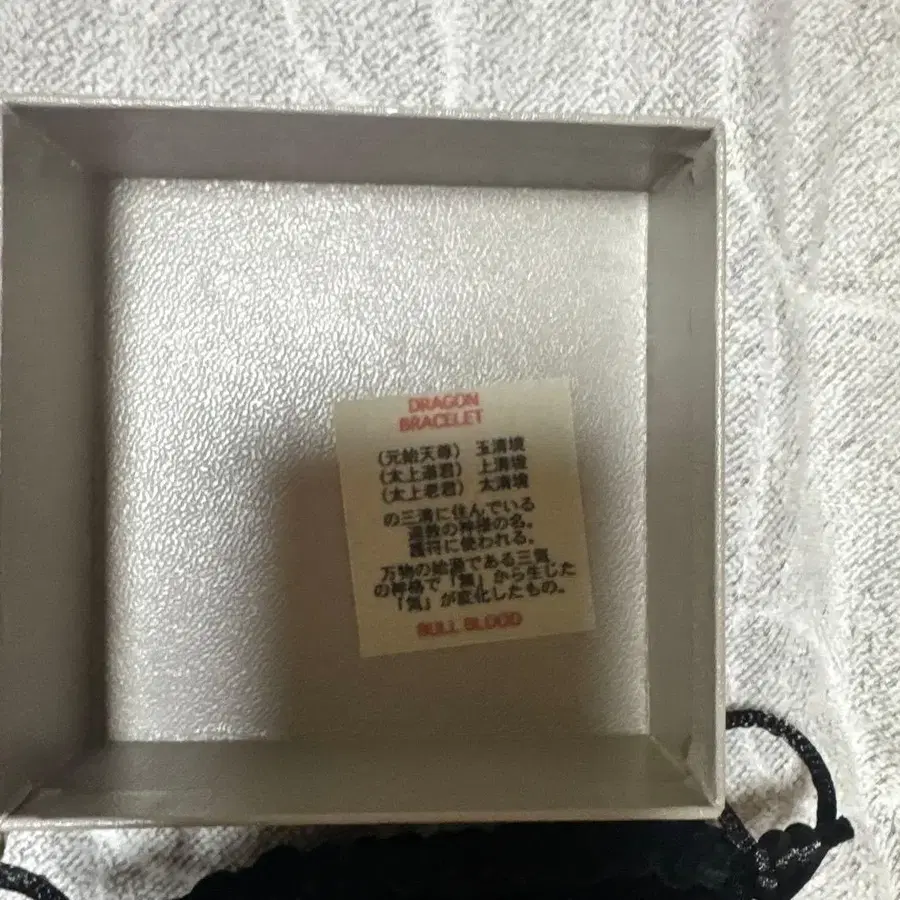 DRAGON
BRACELET
(元始天尊) 玉清境
(太上道君) 上清境
(太上老君) 太清境
の三清に住んでいる
道教の神様の名。
護符に使われる。
万物の始源である三気
の神格で「無」から生じた
「気」が変化したもの。
BULL BLOOD